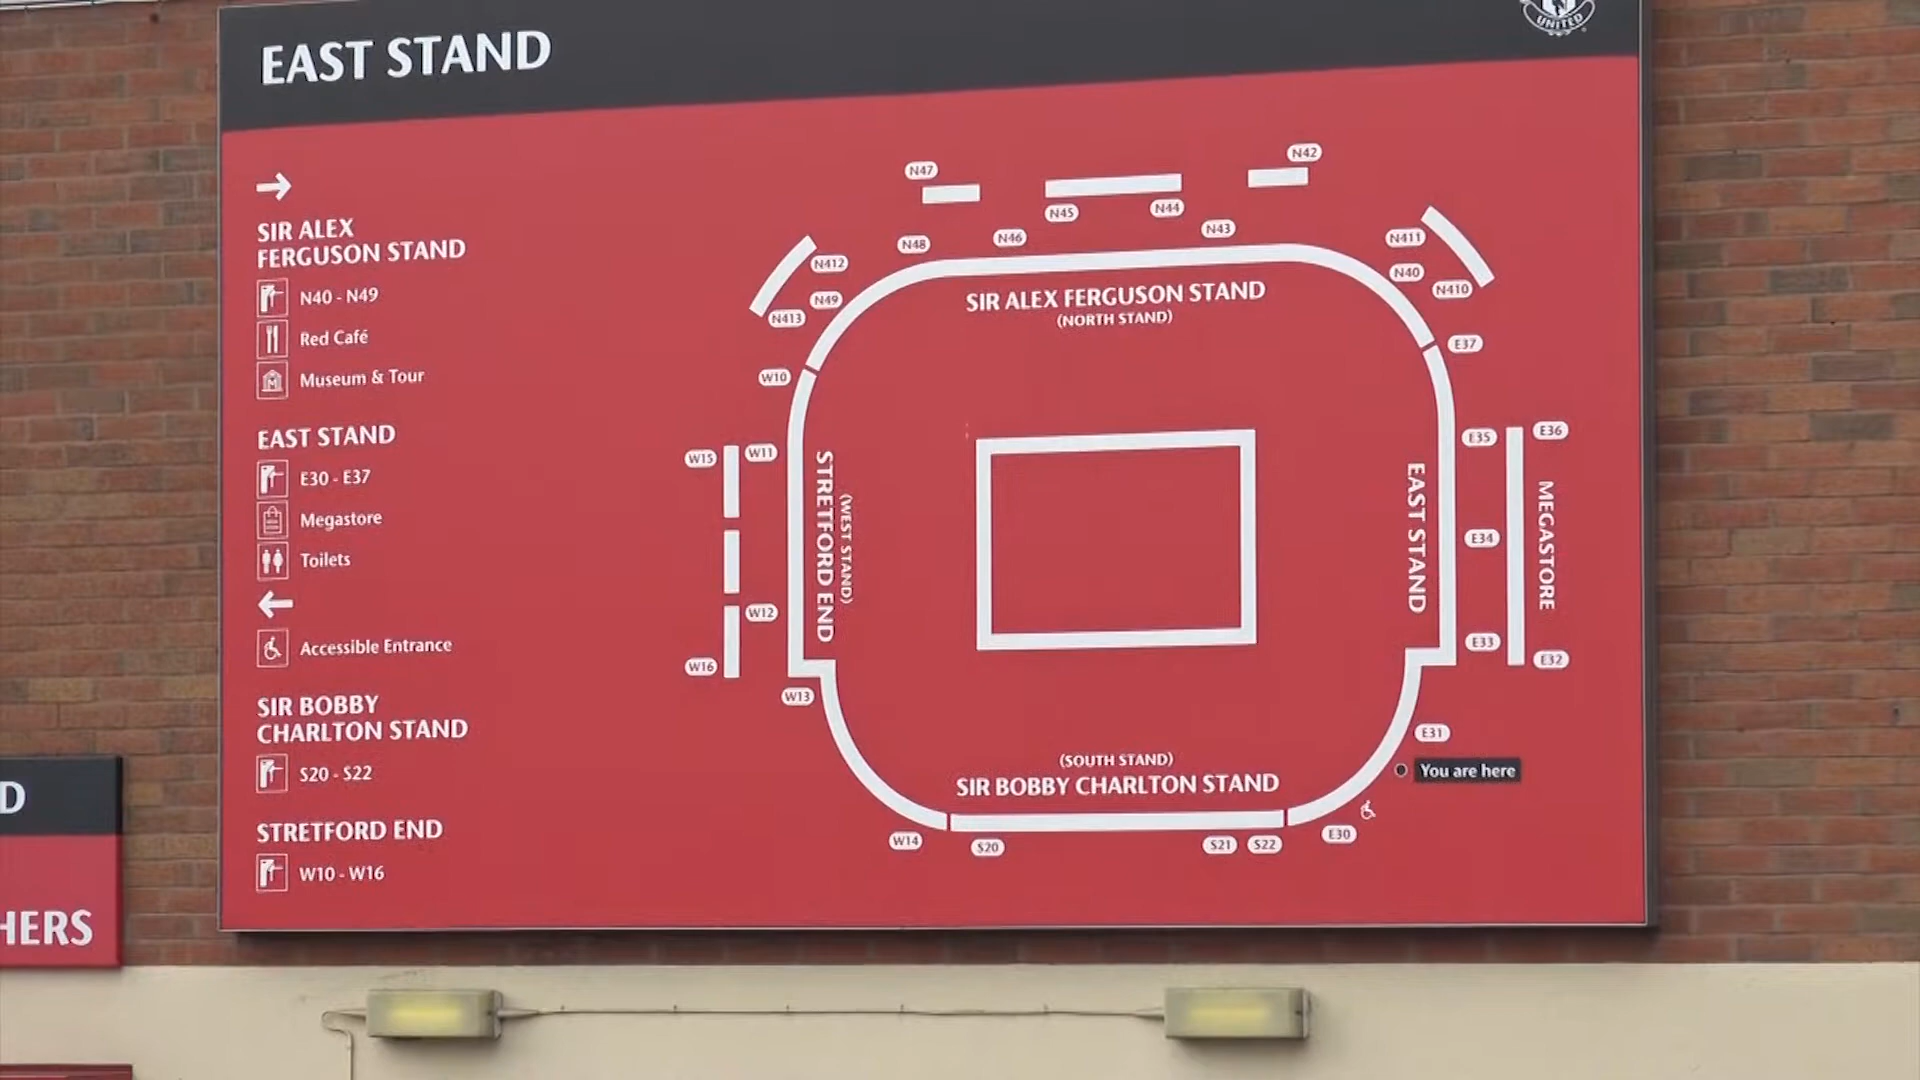 EAST STAND
UNITED
SIR ALEX
FERGUSON STAND
N40 - N49
Red Café
Museum & Tour
EAST STAND
E30 - E37
Megastore
Toilets
Accessible Entrance
SIR BOBBY
CHARLTON STAND
S20 - S22
STRETFORD END
W10 - W16
N47
N42
N45
N44
N48
N46
N43
N411
N412
N40
N49
N410
N413
SIR ALEX FERGUSON STAND
(NORTH STAND)
E37
W10
W15
W11
E35
E36
STRETFORD END
(WEST STAND)
EAST STAND
MEGASTORE
E34
W12
W16
E33
E32
W13
E31
You are here
(SOUTH STAND)
SIR BOBBY CHARLTON STAND
W14
S20
S21
S22
E30
D
HERS